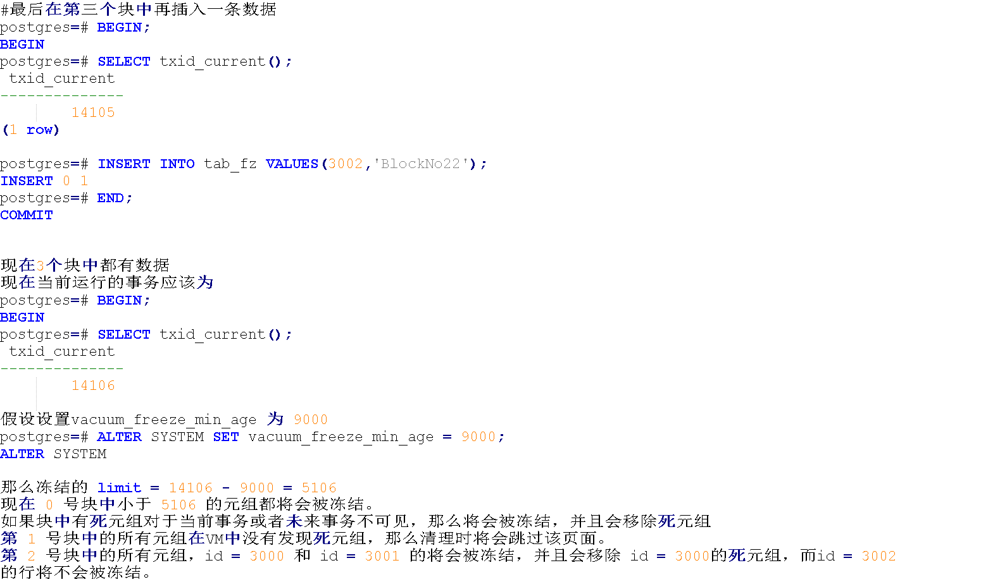 #最后在第三个块中再插入一条数据
postgres=# BEGIN;
BEGIN
postgres=# SELECT txid_current();
 txid_current
--------------
        14105
(1 row)

postgres=# INSERT INTO tab_fz VALUES(3002,'BlockNo22');
INSERT 0 1
postgres=# END;
COMMIT

现在3个块中都有数据
现在当前运行的事务应该为
postgres=# BEGIN;
BEGIN
postgres=# SELECT txid_current();
 txid_current
--------------
        14106

假设设置vacuum_freeze_min_age 为 9000
postgres=# ALTER SYSTEM SET vacuum_freeze_min_age = 9000;
ALTER SYSTEM

那么冻结的 limit = 14106 - 9000 = 5106
现在 0 号块中小于 5106 的元组都将会被冻结。
如果块中有死元组对于当前事务或者未来事务不可见，那么将会被冻结，并且会移除死元组
第 1 号块中的所有元组在VM中没有发现死元组，那么清理时将会跳过该页面。
第 2 号块中的所有元组，id = 3000 和 id = 3001 的将会被冻结，并且会移除 id = 3000的死元组，而id = 3002
的行将不会被冻结。